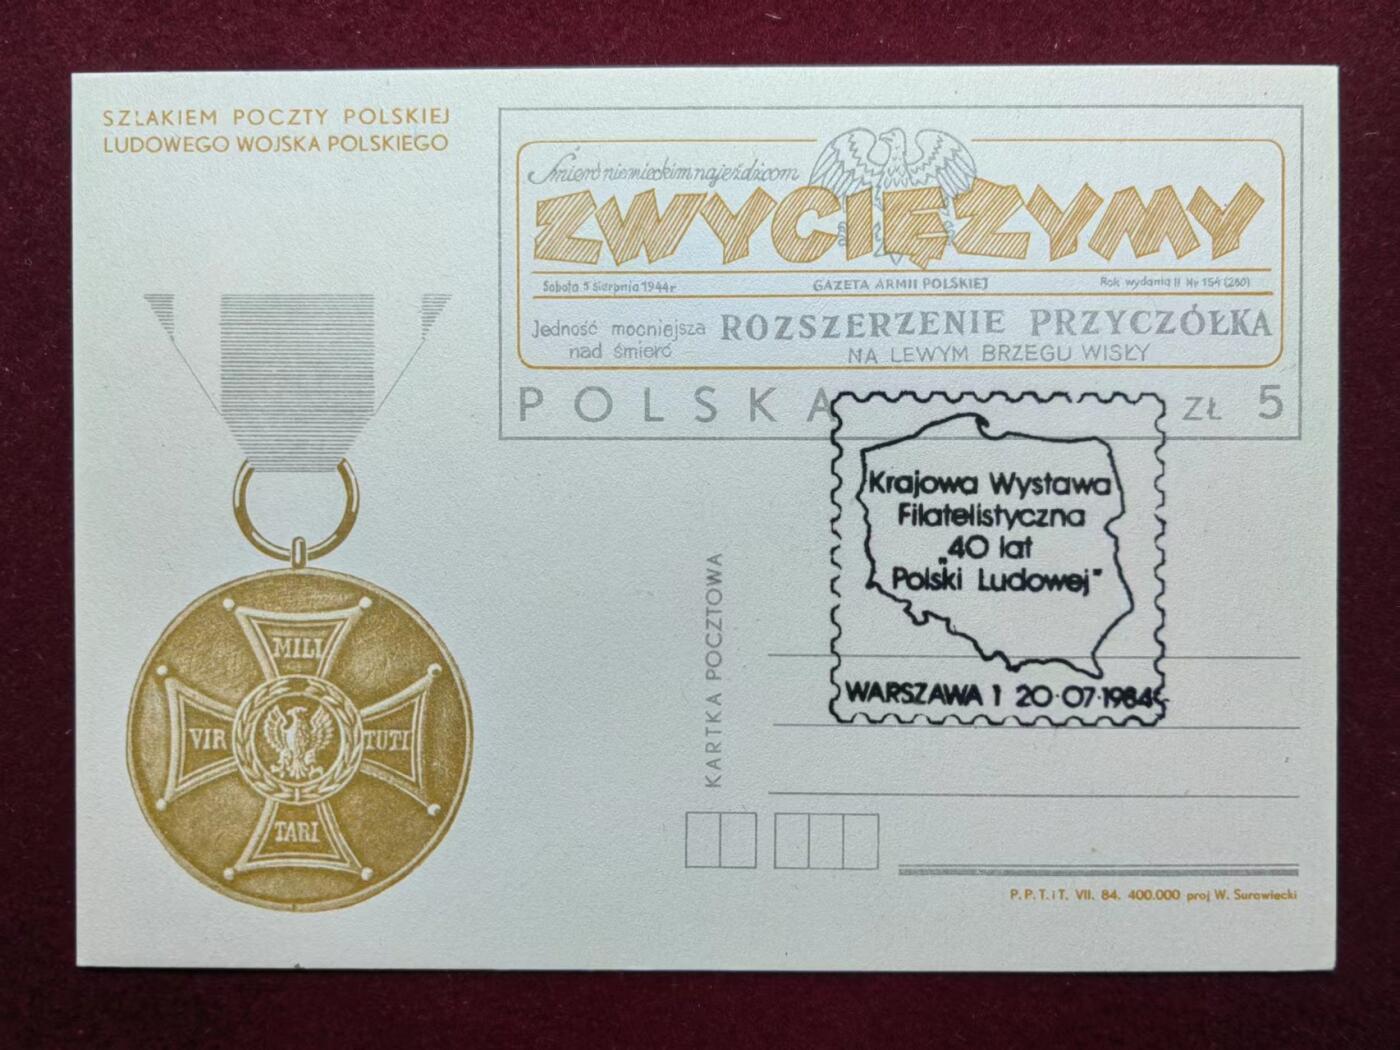 SZLAKIEM POCZTY POLSKIEJ
LUDOWEGO WOJSKA POLSKIEGO
Śmierć niemieckim najeźdźcom
ZWYCIĘŻYMY
Sobota 5 Sierpnia 1944r
GAZETA ARMII POLSKIEJ
Rok wydania II Nr 154 (260)
Jedność mocniejsza
nad śmierć
ROZSZERZENIE PRZYCZÓŁKA
NA LEWYM BRZEGU WISŁY
POLSKA
ZŁ 5
Krajowa Wystawa
Filatelistyczna
„40 lat
Polski Ludowej"
WARSZAWA 1 20·07·1984
KARTKA POCZTOWA
MILI
VIR
TUTI
TARI
P.P.T.iT. VII. 84. 400.000 proj W. Surowiecki